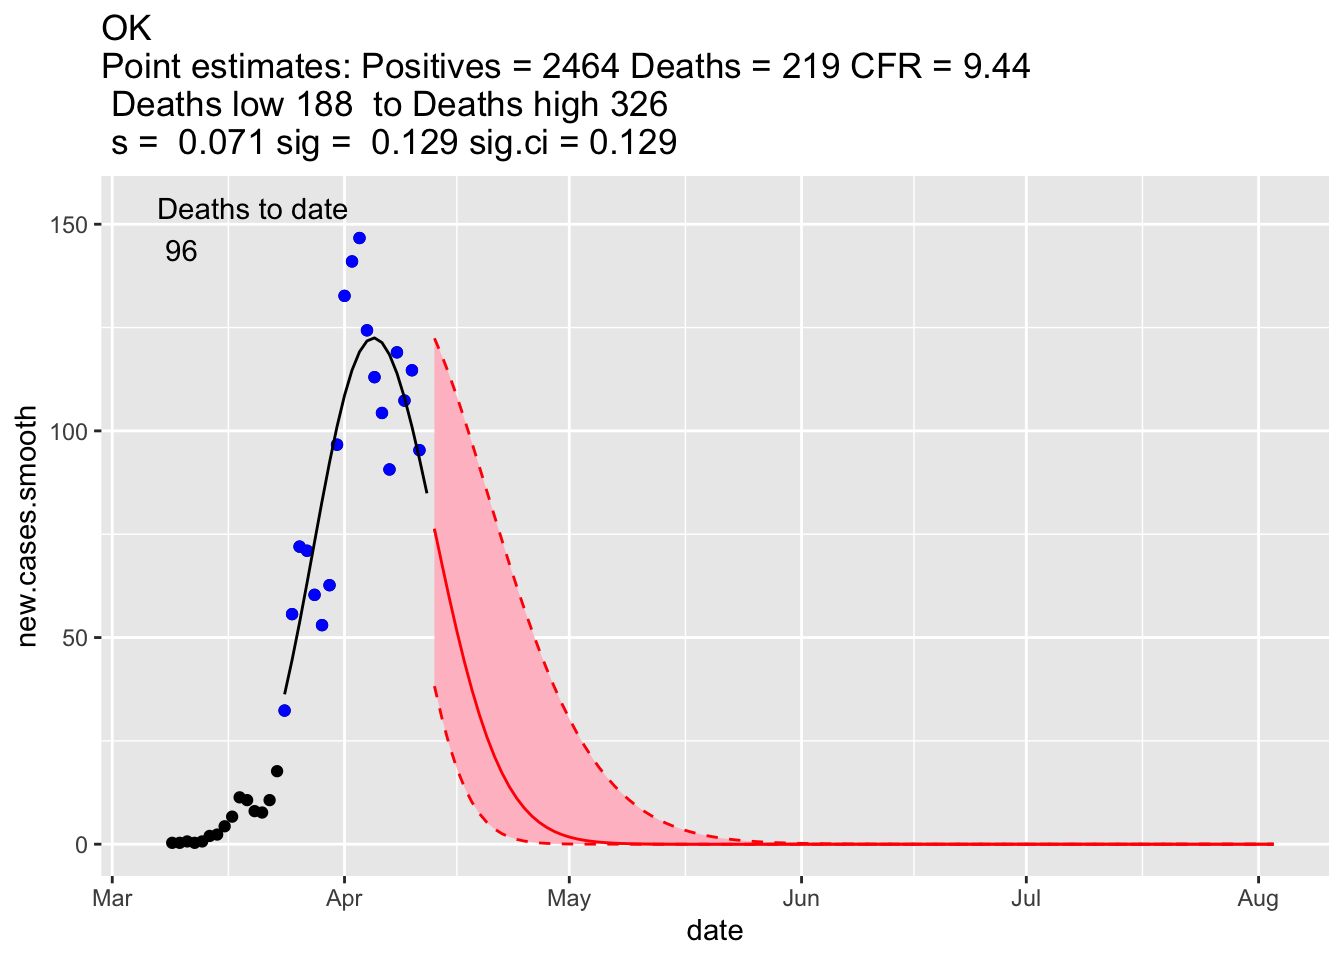 OK
Point estimates: Positives = 2464 Deaths = 219 CFR = 9.44
Deaths low 188  to Deaths high 326
s =  0.071 sig =  0.129 sig.ci = 0.129
Deaths to date
96
new.cases.smooth
150
100
50
0
Mar Apr May Jun Jul Aug
date